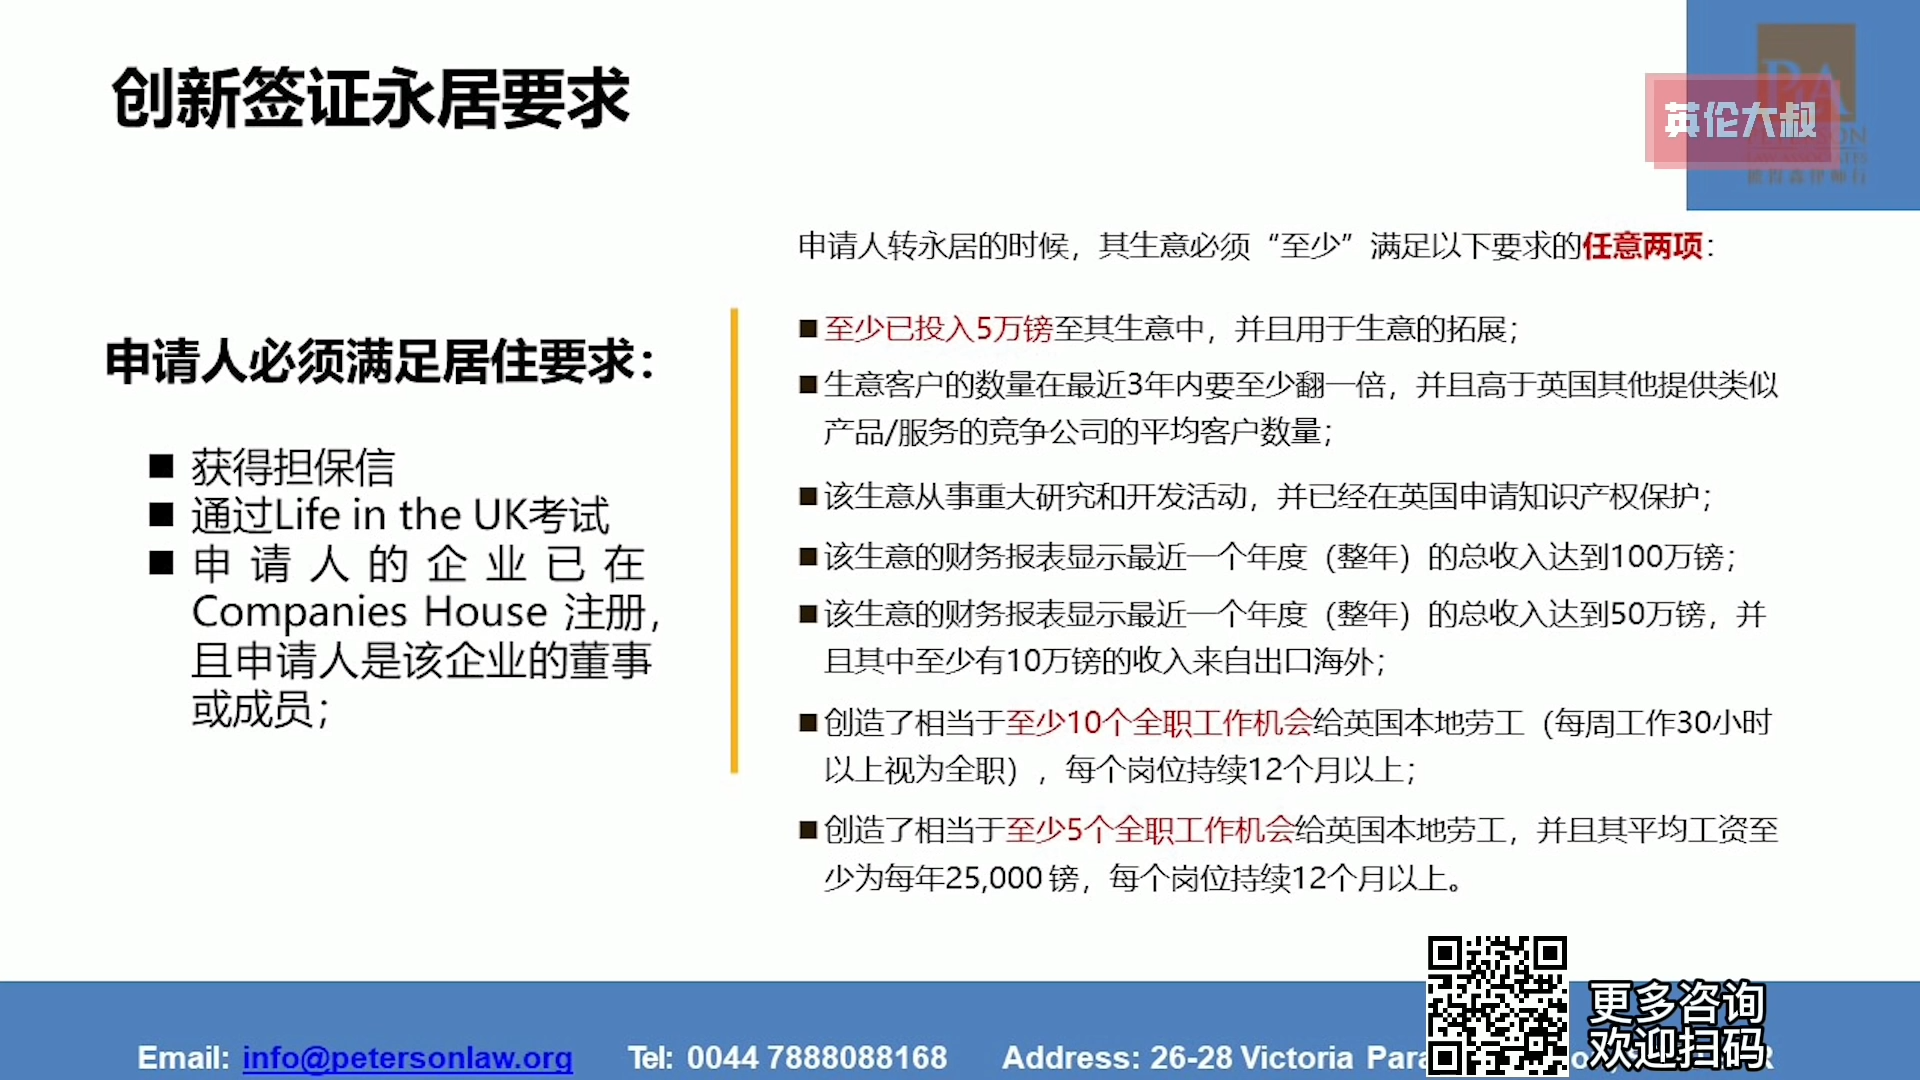 创新签证永居要求
英伦大叔
申请人必须满足居住要求：
■ 获得担保信
■ 通过Life in the UK考试
■ 申请人的企业已在
Companies House 注册，
且申请人是该企业的董事
或成员；
申请人转永居的时候，其生意必须“至少”满足以下要求的任意两项：
■ 至少已投入5万镑至其生意中，并且用于生意的拓展；
■ 生意客户的数量在最近3年内要至少翻一倍，并且高于英国其他提供类似
产品/服务的竞争公司的平均客户数量；
■ 该生意从事重大研究和开发活动，并已经在英国申请知识产权保护；
■ 该生意的财务报表显示最近一个年度（整年）的总收入达到100万镑；
■ 该生意的财务报表显示最近一个年度（整年）的总收入达到50万镑，并
且其中至少有10万镑的收入来自出口海外；
■ 创造了相当于至少10个全职工作机会给英国本地劳工（每周工作30小时
以上视为全职），每个岗位持续12个月以上；
■ 创造了相当于至少5个全职工作机会给英国本地劳工，并且其平均工资至
少为每年25,000 镑，每个岗位持续12个月以上。
Email: info@petersonlaw.org Tel: 0044 7888088168 Address: 26-28 Victoria
更多咨询
欢迎扫码